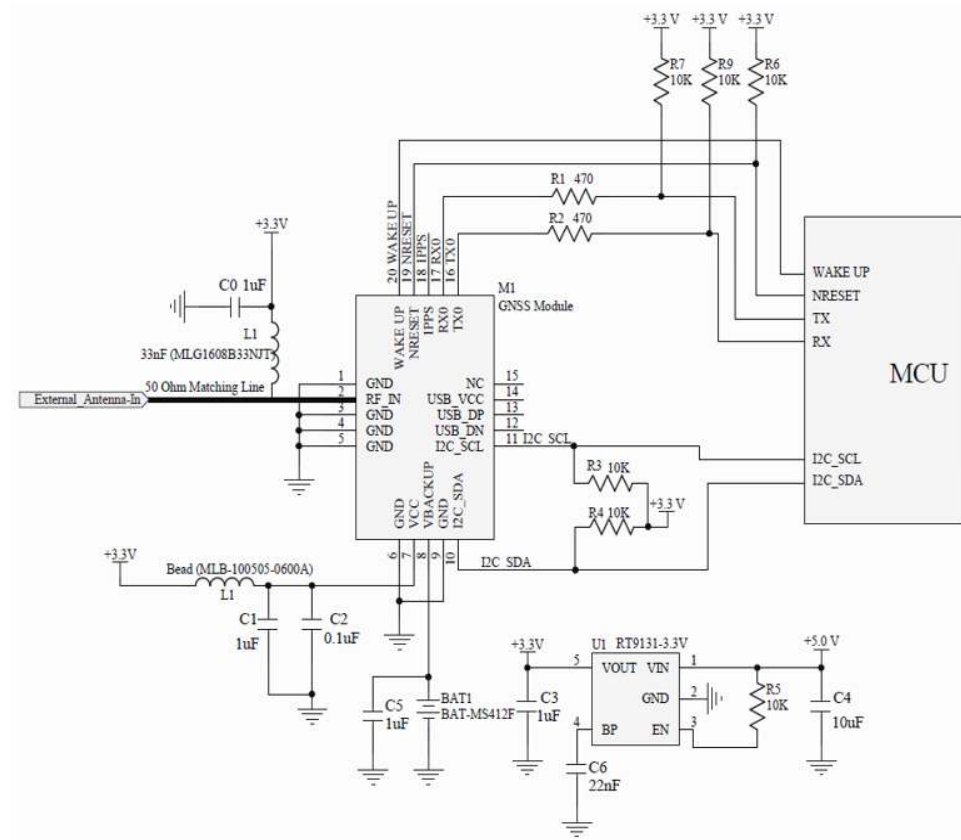 +3.3 V
+3.3 V
+3.3 V
R7
10K
R9
10K
R6
10K
R1 470
R2 470
+3.3V
C0 1uF
L1
33nF (MLG1608B33NJT)
50 Ohm Matching Line
External_Antenna-In
20 WAKE UP
19 NRESET
18 IPPS
17 RX0
16 TX0
M1
GNSS Module
WAKE UP
NRESET
IPPS
RX0
TX0
1 GND
2 RF_IN
3 GND
4 GND
5 GND
NC 15
USB_VCC 14
USB_DP 13
USB_DN 12
I2C_SCL 11 I2C_SCL
GND
VCC
VBACKUP
GND
I2C_SDA
6
7
8
9
10
I2C_SDA
R3 10K
R4 10K
+3.3 V
WAKE UP
NRESET
TX
RX
MCU
I2C_SCL
I2C_SDA
+3.3V
Bead (MLB-100505-0600A)
L1
C1
1uF
C2
0.1uF
C5
1uF
BAT1
BAT-MS412F
+3.3V
U1 RT9131-3.3V
+5.0 V
5 VOUT VIN 1
GND 2
4 BP EN 3
C3
1uF
R5
10K
C4
10uF
C6
22nF